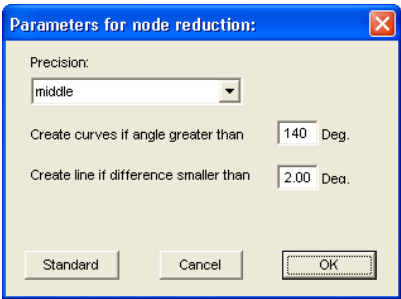 Parameters for node reduction:
Precision:
middle
Create curves if angle greater than 140 Deg.
Create line if difference smaller than 2.00 Deg.
Standard Cancel OK